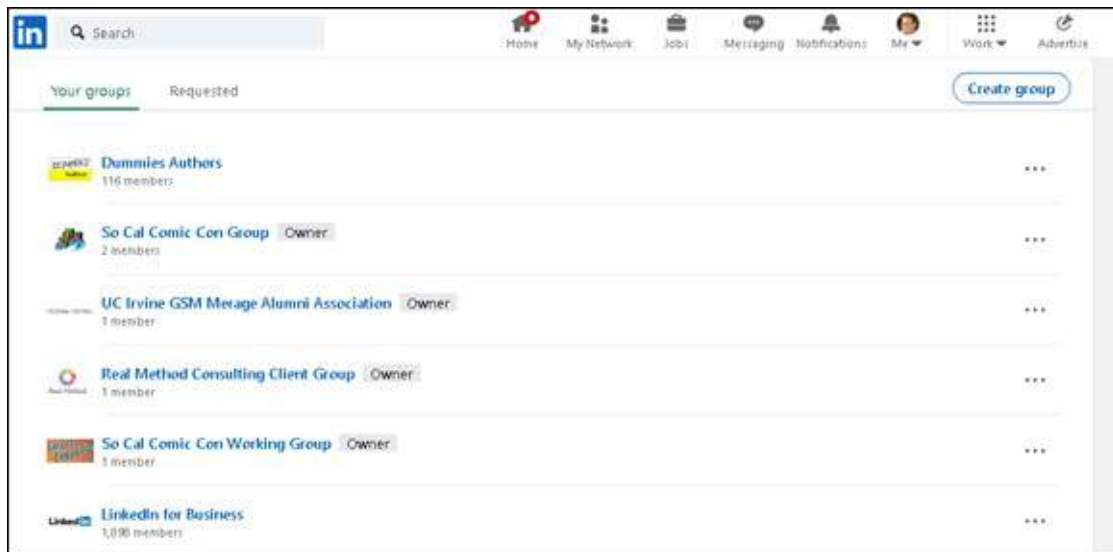 in Search Home My Network Jobs Messaging Notifications Me Work Advertise
Your groups Requested Create group
Dummies Authors
116 members
So Cal Comic Con Group Owner
2 members
UC Irvine GSM Merage Alumni Association Owner
1 member
Real Method Consulting Client Group Owner
1 member
So Cal Comic Con Working Group Owner
1 member
LinkedIn LinkedIn for Business
1,898 members